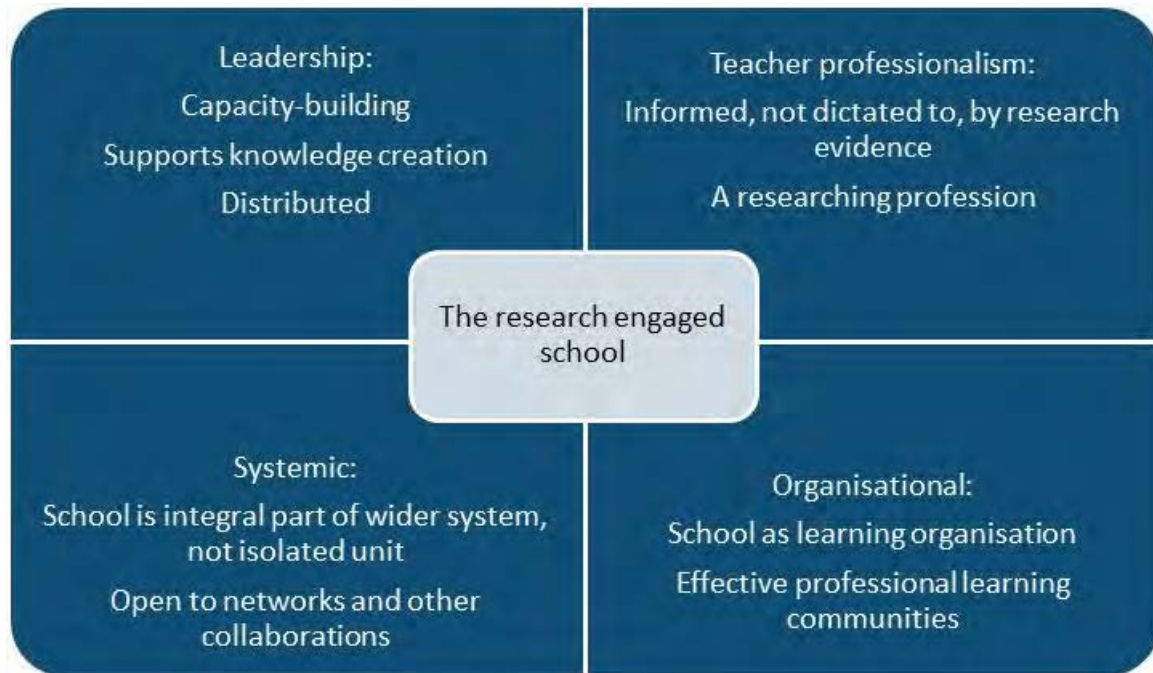 Leadership:
Capacity-building
Supports knowledge creation
Distributed
Teacher professionalism:
Informed, not dictated to, by research
evidence
A researching profession
The research engaged
school
Systemic:
School is integral part of wider system,
not isolated unit
Open to networks and other
collaborations
Organisational:
School as learning organisation
Effective professional learning
communities